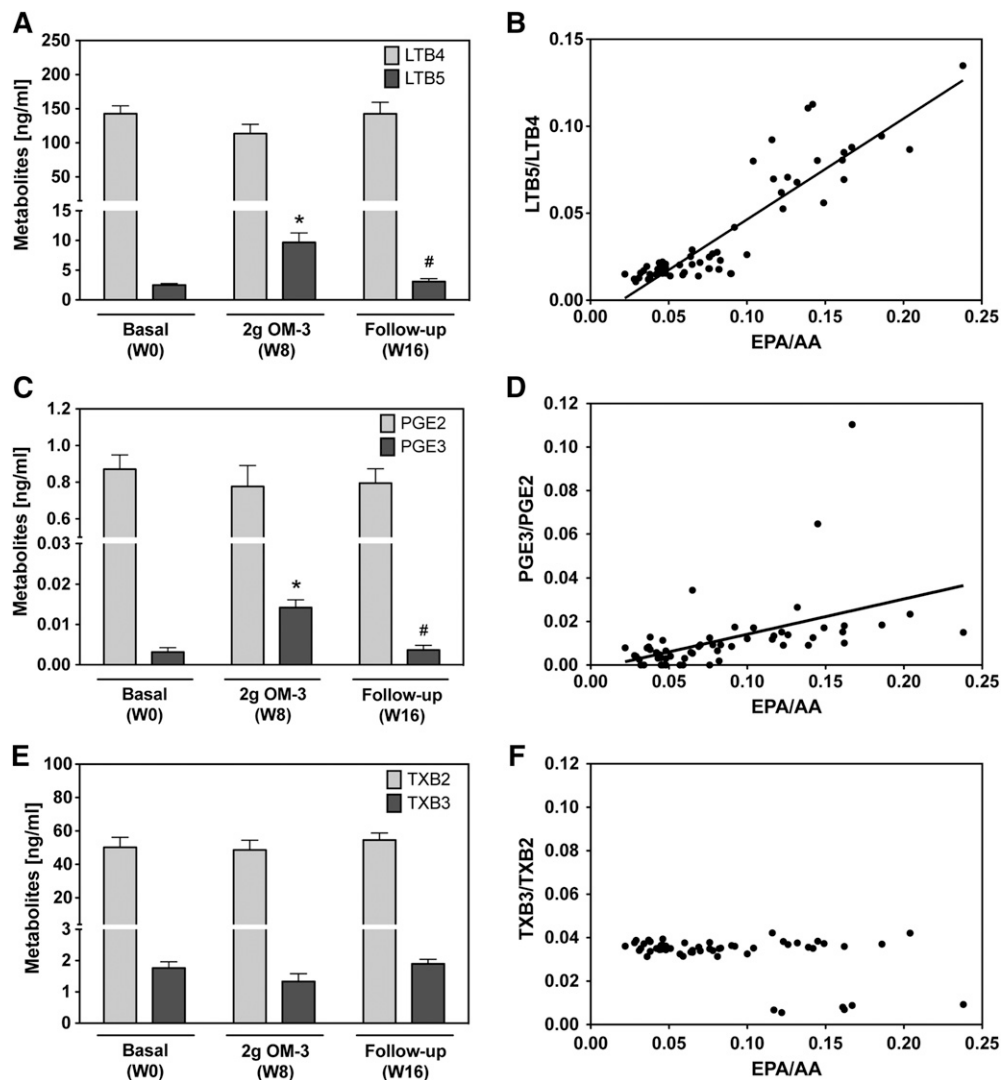 A
Metabolites [ng/ml]
250
200
150
100
50
15
10
5
0
LTB4
LTB5
*
#
Basal
(W0)
2g OM-3
(W8)
Follow-up
(W16)
B
LTB5/LTB4
0.15
0.10
0.05
0.00
0.00 0.05 0.10 0.15 0.20 0.25
EPA/AA
C
Metabolites [ng/ml]
1.2
1.0
0.8
0.6
0.03
0.02
0.01
0.00
PGE2
PGE3
*
#
Basal
(W0)
2g OM-3
(W8)
Follow-up
(W16)
D
PGE3/PGE2
0.12
0.10
0.08
0.06
0.04
0.02
0.00
0.00 0.05 0.10 0.15 0.20 0.25
EPA/AA
E
Metabolites [ng/ml]
100
80
60
40
20
3
2
1
0
TXB2
TXB3
Basal
(W0)
2g OM-3
(W8)
Follow-up
(W16)
F
TXB3/TXB2
0.12
0.10
0.08
0.06
0.04
0.02
0.00
0.00 0.05 0.10 0.15 0.20 0.25
EPA/AA